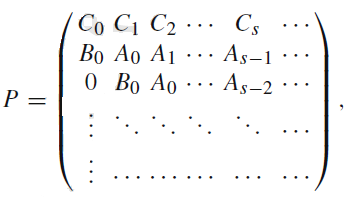 C₀ C₁ C₂ ⋯ Cₛ ⋯
B₀ A₀ A₁ ⋯ Aₛ₋₁ ⋯
P = 0 B₀ A₀ ⋯ Aₛ₋₂ ⋯ ,
⋮ ⋱ ⋱ ⋱ ⋱ ⋯
⋮ ⋯ ⋯ ⋯ ⋯ ⋯